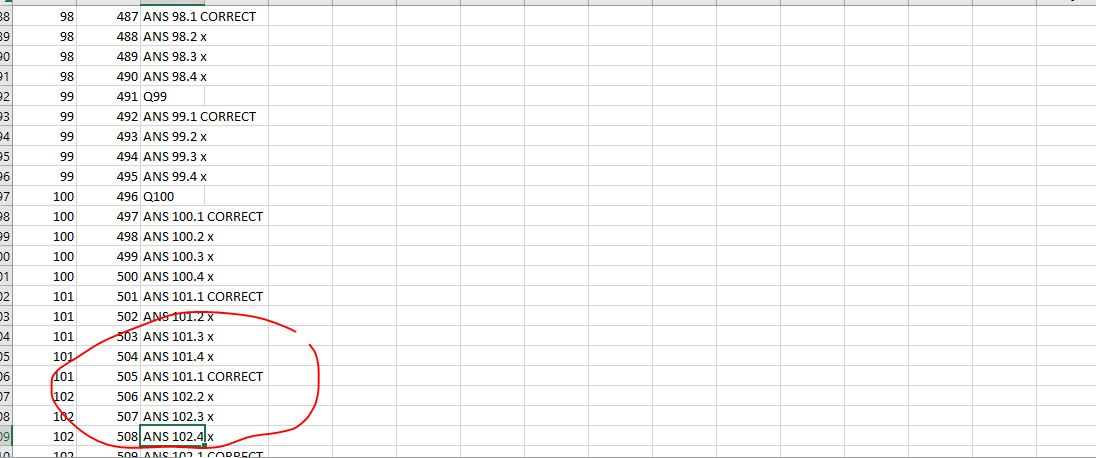 88 98 487 ANS 98.1 CORRECT
89 98 488 ANS 98.2 x
90 98 489 ANS 98.3 x
91 98 490 ANS 98.4 x
92 99 491 Q99
93 99 492 ANS 99.1 CORRECT
94 99 493 ANS 99.2 x
95 99 494 ANS 99.3 x
96 99 495 ANS 99.4 x
97 100 496 Q100
98 100 497 ANS 100.1 CORRECT
99 100 498 ANS 100.2 x
00 100 499 ANS 100.3 x
01 100 500 ANS 100.4 x
02 101 501 ANS 101.1 CORRECT
03 101 502 ANS 101.2 x
04 101 503 ANS 101.3 x
05 101 504 ANS 101.4 x
06 101 505 ANS 101.1 CORRECT
07 102 506 ANS 102.2 x
08 102 507 ANS 102.3 x
09 102 508 ANS 102.4 x
10 102 509 ANS 102.1 CORRECT